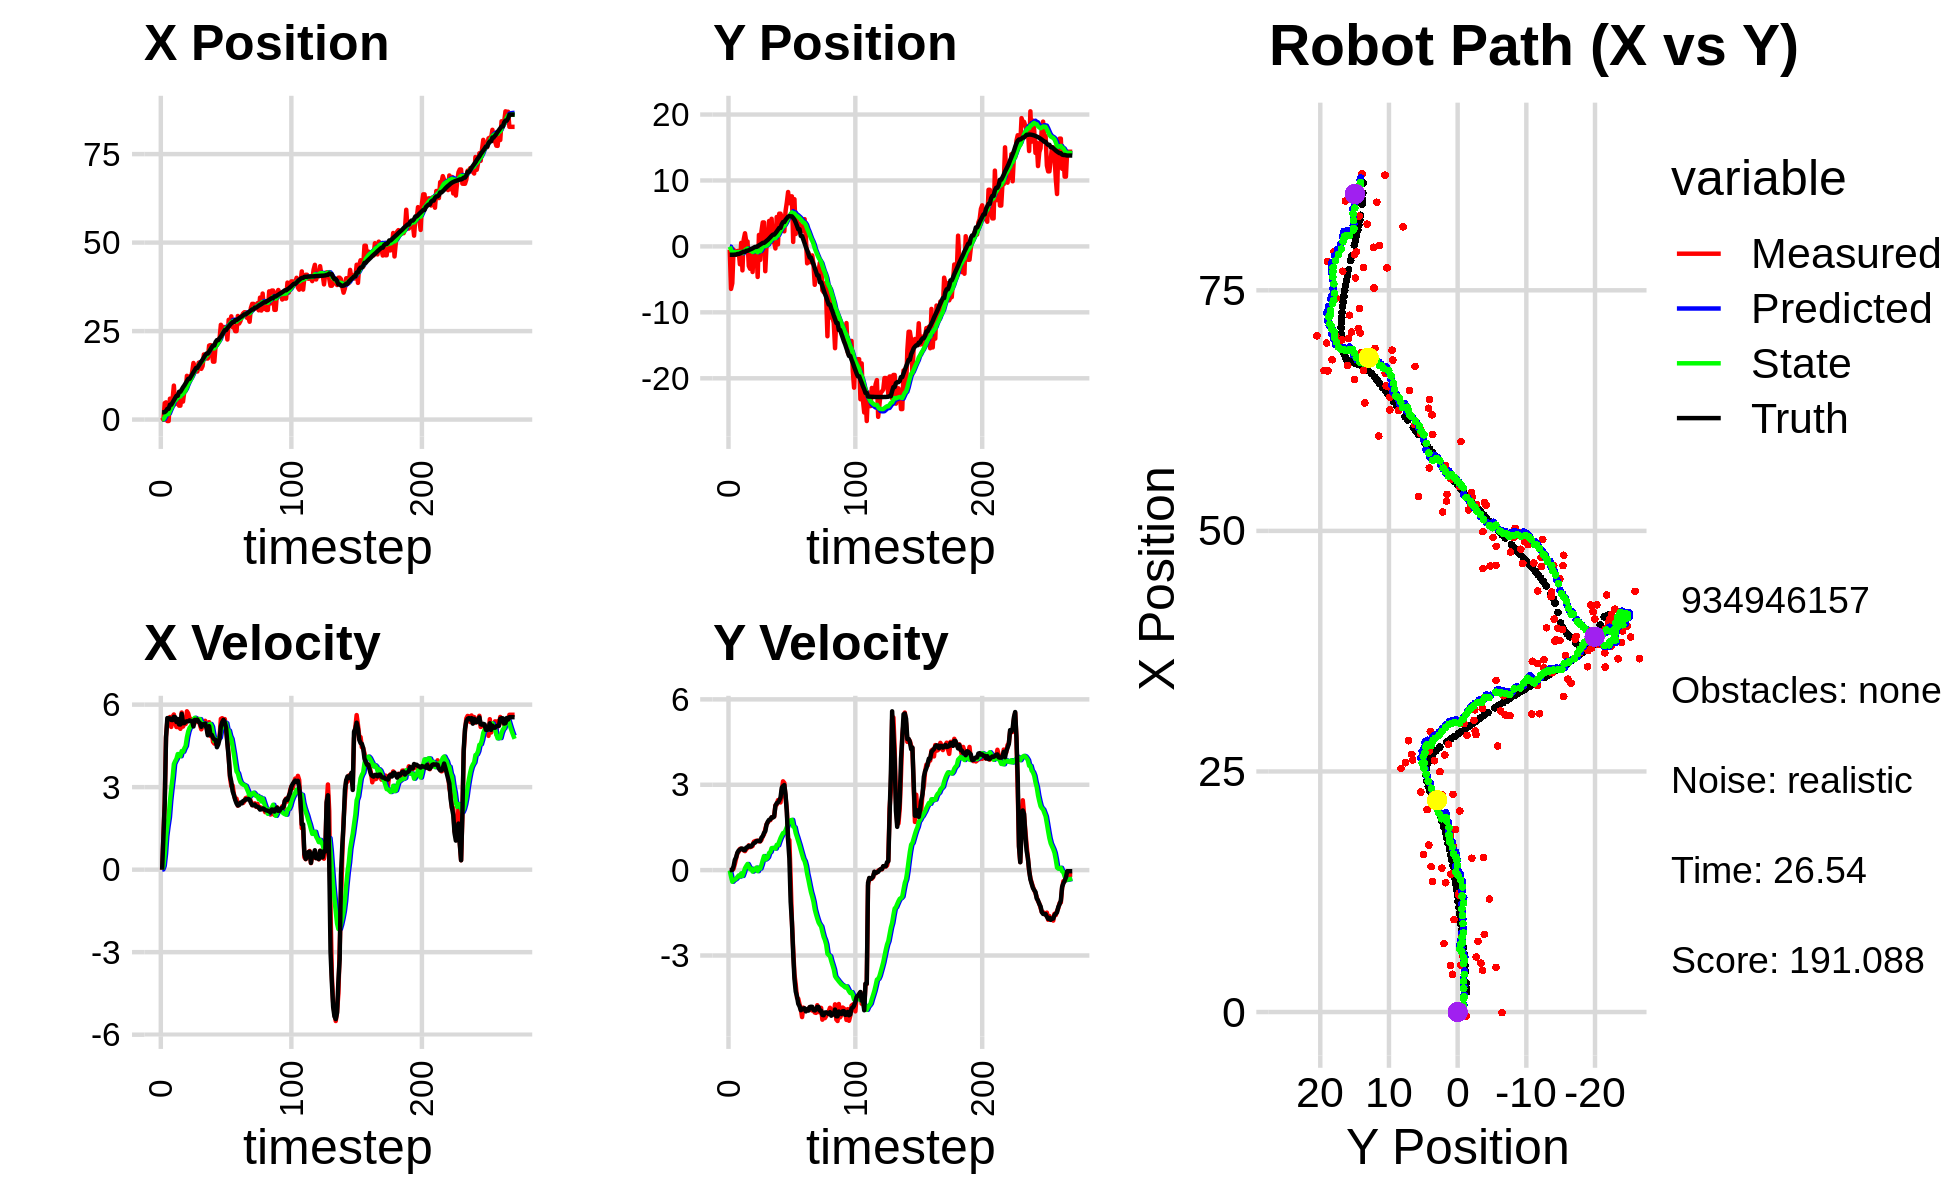 X Position
75
50
25
0
0
100
200
timestep
Y Position
20
10
0
-10
-20
0
100
200
timestep
X Velocity
6
3
0
-3
-6
0
100
200
timestep
Y Velocity
6
3
0
-3
0
100
200
timestep
Robot Path (X vs Y)
X Position
75
50
25
0
20 10 0 -10 -20
Y Position
variable
Measured
Predicted
State
Truth
934946157
Obstacles: none
Noise: realistic
Time: 26.54
Score: 191.088